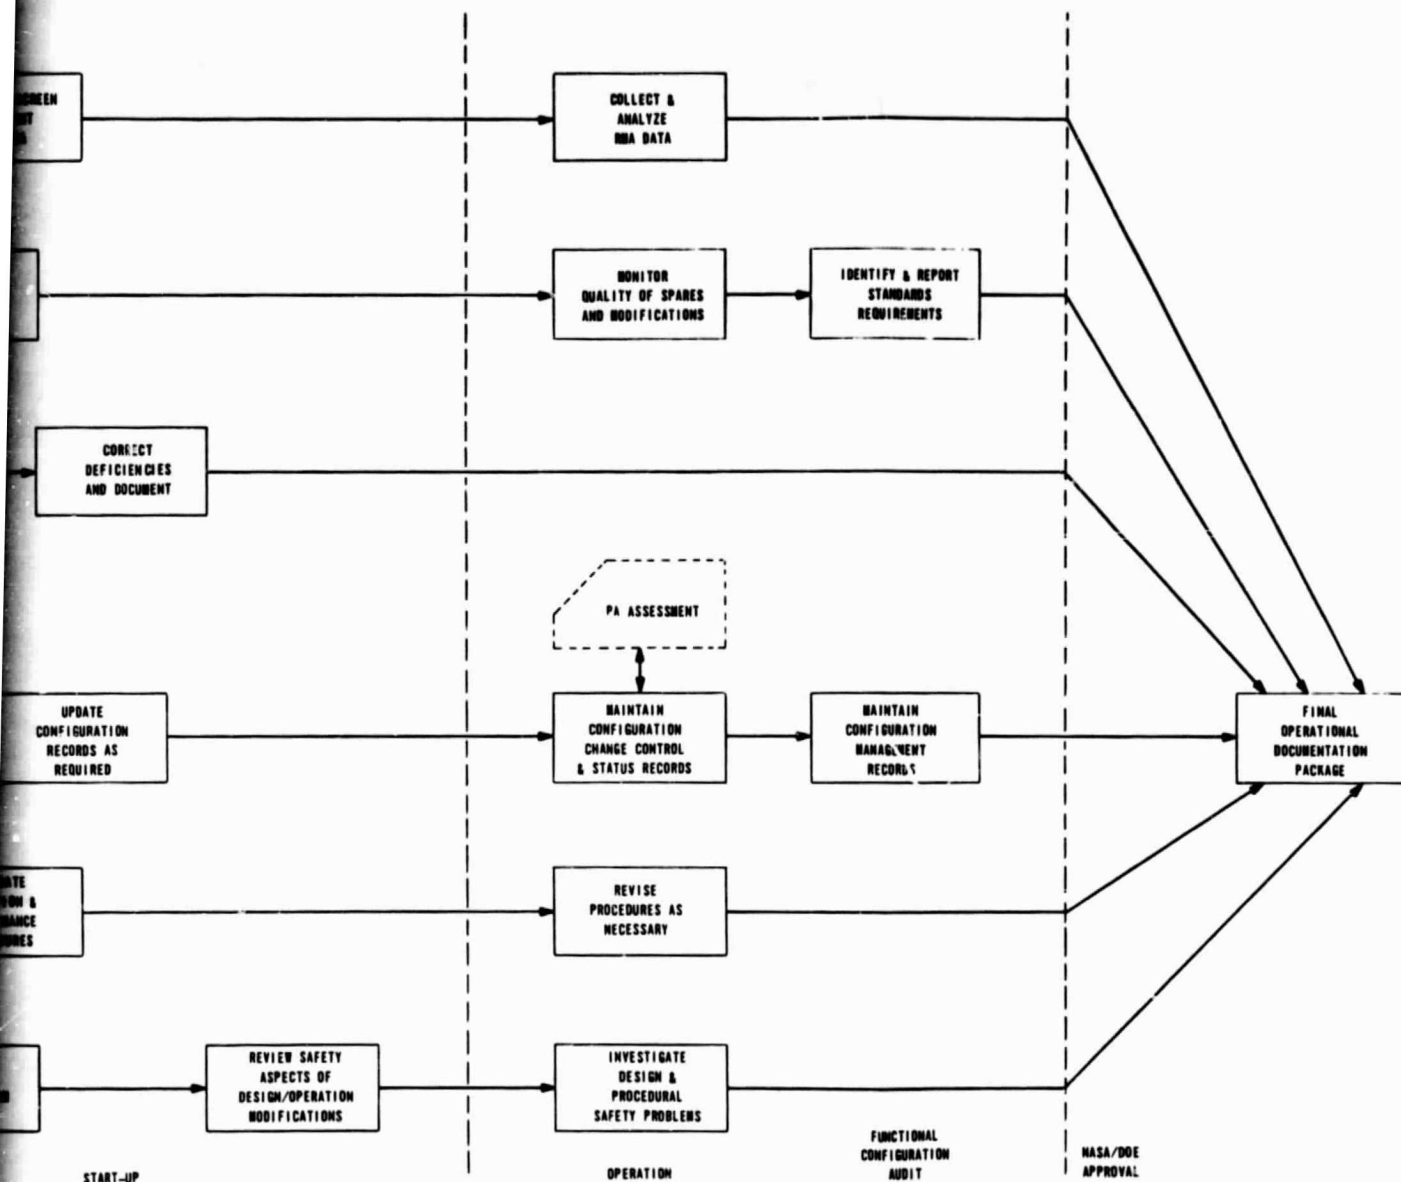 COLLECT &
ANALYZE
RMA DATA
MONITOR
QUALITY OF SPARES
AND MODIFICATIONS
IDENTIFY & REPORT
STANDARDS
REQUIREMENTS
CORRECT
DEFICIENCIES
AND DOCUMENT
PA ASSESSMENT
UPDATE
CONFIGURATION
RECORDS AS
REQUIRED
MAINTAIN
CONFIGURATION
CHANGE CONTROL
& STATUS RECORDS
MAINTAIN
CONFIGURATION
MANAGEMENT
RECORDS
FINAL
OPERATIONAL
DOCUMENTATION
PACKAGE
REVISE
PROCEDURES AS
NECESSARY
REVIEW SAFETY
ASPECTS OF
DESIGN/OPERATION
MODIFICATIONS
INVESTIGATE
DESIGN &
PROCEDURAL
SAFETY PROBLEMS
START-UP
OPERATION
FUNCTIONAL
CONFIGURATION
AUDIT
NASA/DOE
APPROVAL